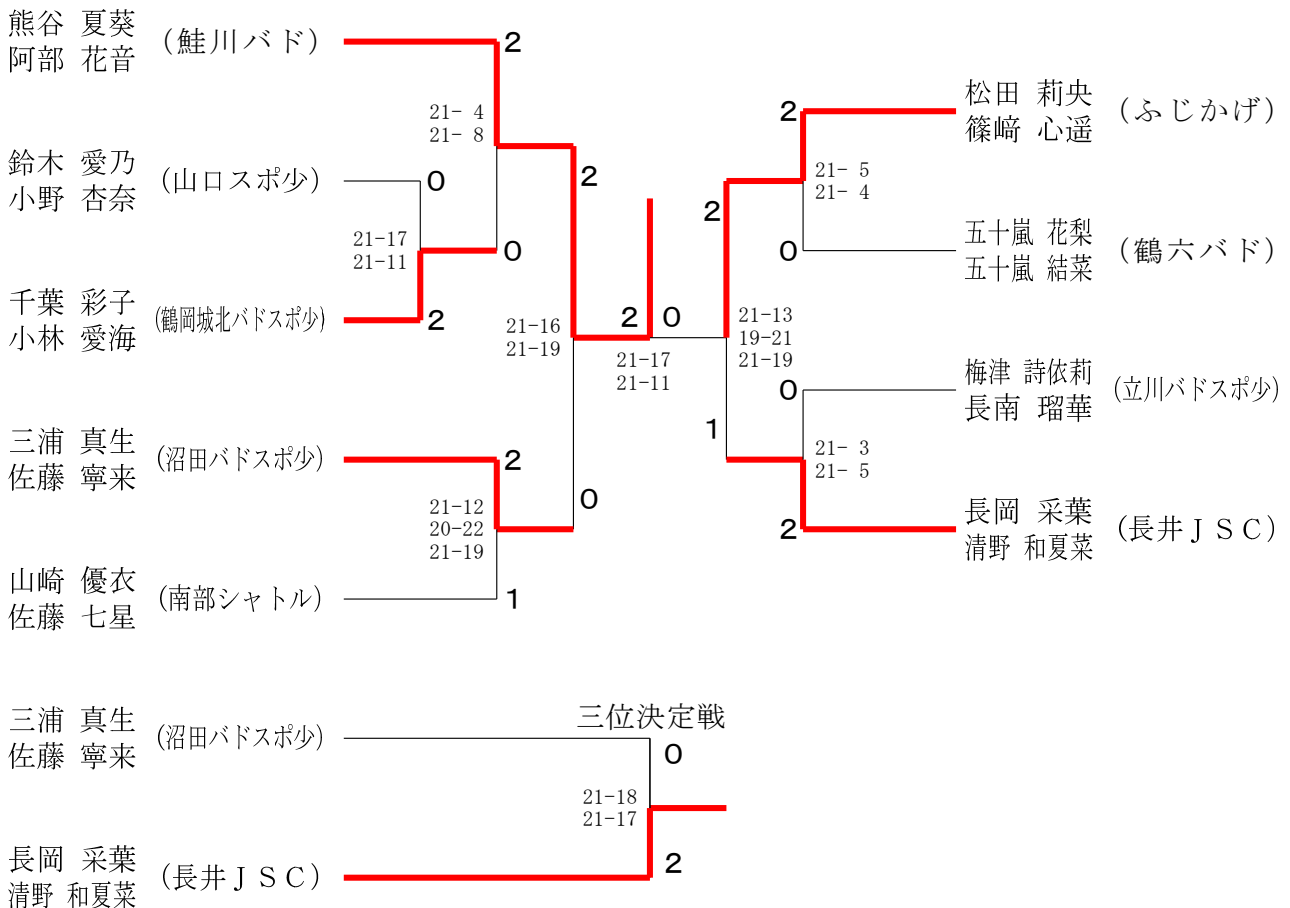 熊谷 夏葵
阿部 花音
(鮭川バド)
2
21- 4
21- 8
鈴木 愛乃
小野 杏奈
(山口スポ少)
0
21-17
21-11
0
千葉 彩子
小林 愛海
(鶴岡城北バドスポ少)
2
2
21-16
21-19
三浦 真生
佐藤 寧来
(沼田バドスポ少)
2
21-12
20-22
21-19
0
山崎 優衣
佐藤 七星
(南部シャトル)
1
2
0
21-17
21-11
松田 莉央
篠﨑 心遥
(ふじかげ)
2
21- 5
21- 4
2
五十嵐 花梨
五十嵐 結菜
(鶴六バド)
0
21-13
19-21
21-19
梅津 詩依莉
長南 瑠華
(立川バドスポ少)
0
1
21- 3
21- 5
長岡 采葉
清野 和夏菜
(長井ＪＳＣ)
2
三位決定戦
三浦 真生
佐藤 寧来
(沼田バドスポ少)
0
21-18
21-17
長岡 采葉
清野 和夏菜
(長井ＪＳＣ)
2